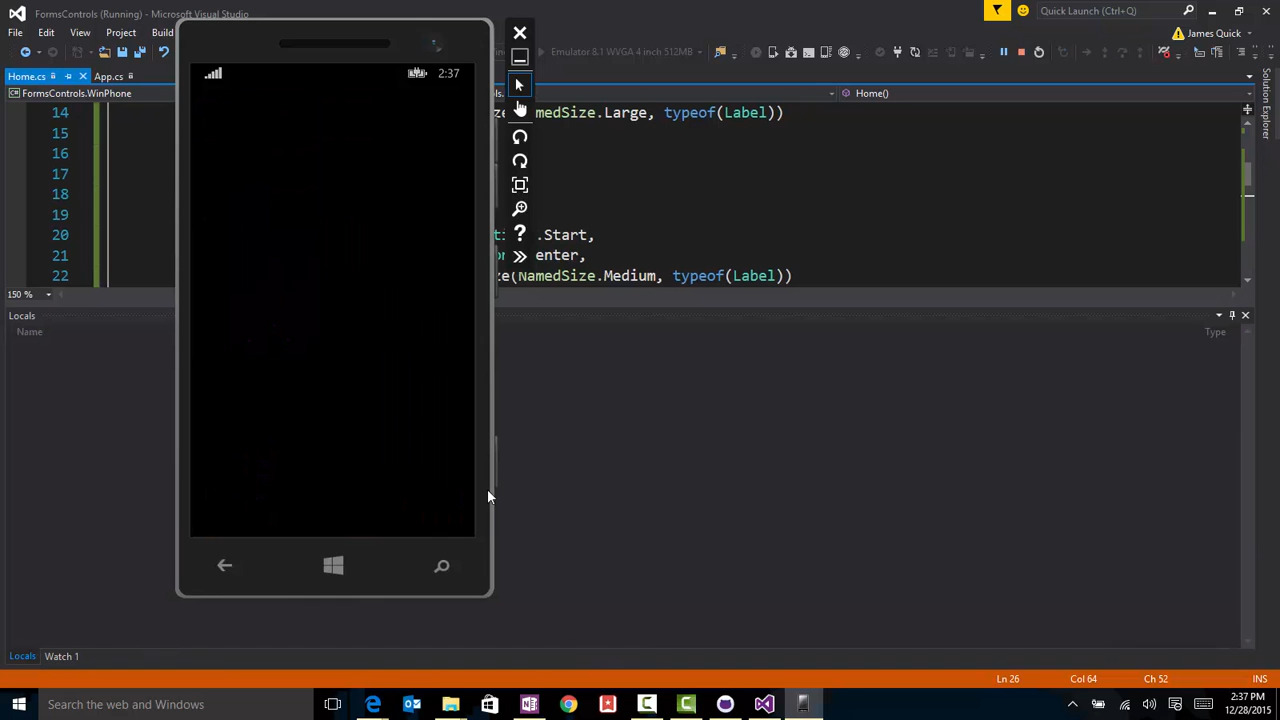 FormsControls (Running) - Microsoft Visual Studio
Quick Launch (Ctrl+Q)
File Edit View Project Build
James Quick
Emulator 8.1 WVGA 4 inch 512MB
Home.cs App.cs
FormsControls.WinPhone
Home()
2:37
14 medSize.Large, typeof(Label))
15
16
17
18
19
20 .Start,
21 enter,
22 (NamedSize.Medium, typeof(Label))
150 %
Locals
Name Type
Locals Watch 1
Ln 26 Col 64 Ch 52 INS
Solution Explorer
Search the web and Windows
2:37 PM
12/28/2015